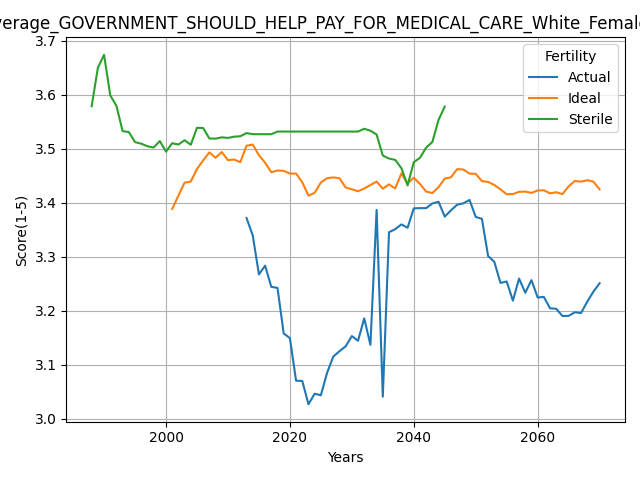 verage_GOVERNMENT_SHOULD_HELP_PAY_FOR_MEDICAL_CARE_White_Female
Fertility
Actual
Ideal
Sterile
3.7
3.6
3.5
3.4
3.3
3.2
3.1
3.0
Score(1-5)
2000
2020
2040
2060
Years